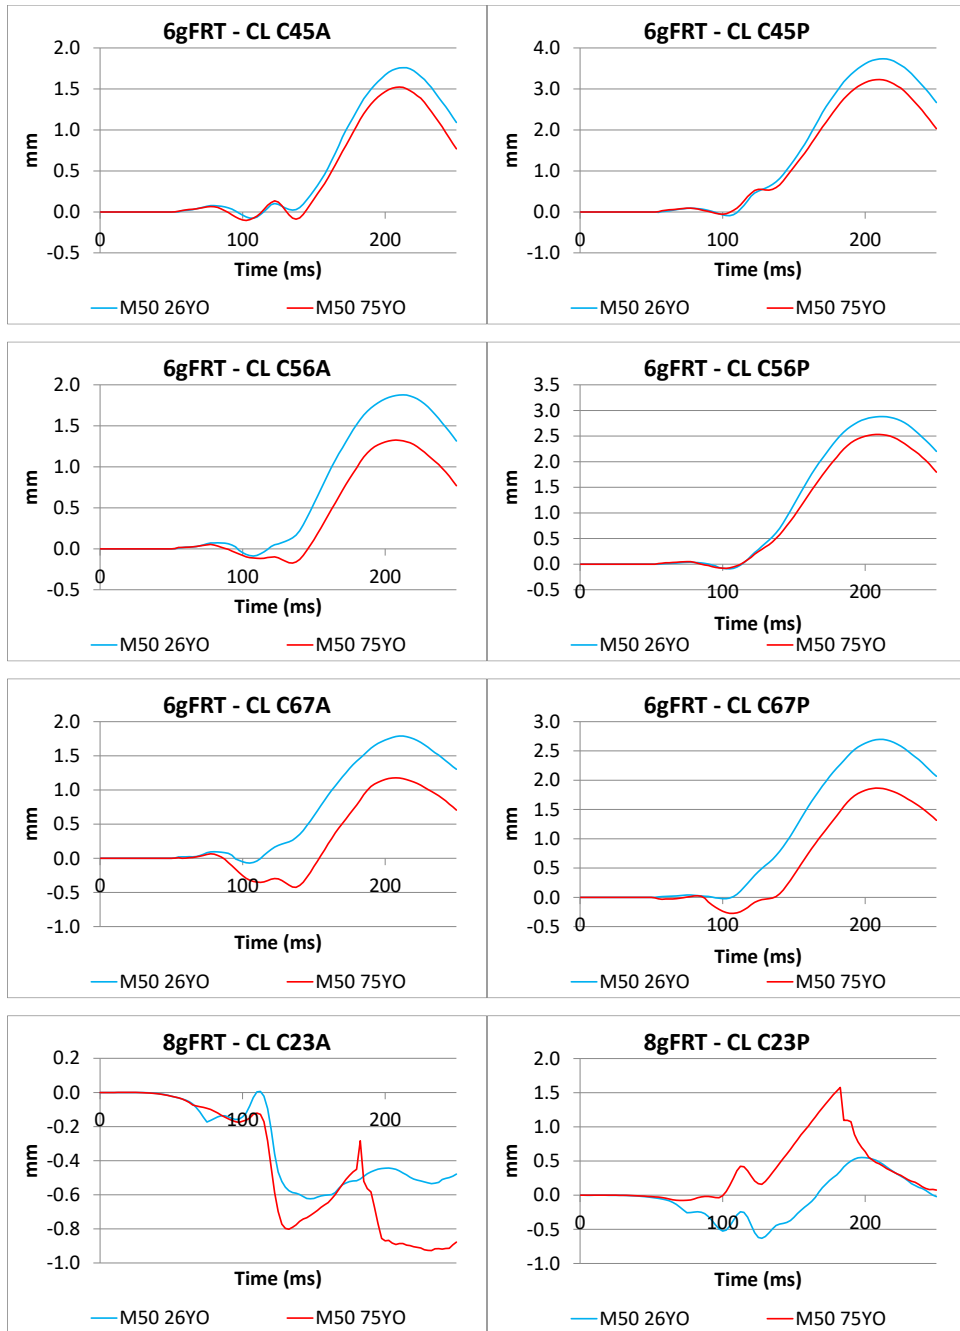 6gFRT - CL C45A
2.0
1.5
1.0
0.5
0.0
-0.5
mm
0 100 200
Time (ms)
M50 26YO M50 75YO
6gFRT - CL C45P
4.0
3.0
2.0
1.0
0.0
-1.0
mm
0 100 200
Time (ms)
M50 26YO M50 75YO
6gFRT - CL C56A
2.0
1.5
1.0
0.5
0.0
-0.5
mm
0 100 200
Time (ms)
M50 26YO M50 75YO
6gFRT - CL C56P
3.5
3.0
2.5
2.0
1.5
1.0
0.5
0.0
-0.5
mm
0 100 200
Time (ms)
M50 26YO M50 75YO
6gFRT - CL C67A
2.0
1.5
1.0
0.5
0.0
-0.5
-1.0
mm
0 100 200
Time (ms)
M50 26YO M50 75YO
6gFRT - CL C67P
3.0
2.5
2.0
1.5
1.0
0.5
0.0
-0.5
mm
0 100 200
Time (ms)
M50 26YO M50 75YO
8gFRT - CL C23A
0.2
0.0
-0.2
-0.4
-0.6
-0.8
-1.0
mm
0 100 200
Time (ms)
M50 26YO M50 75YO
8gFRT - CL C23P
2.0
1.5
1.0
0.5
0.0
-0.5
-1.0
mm
0 100 200
Time (ms)
M50 26YO M50 75YO